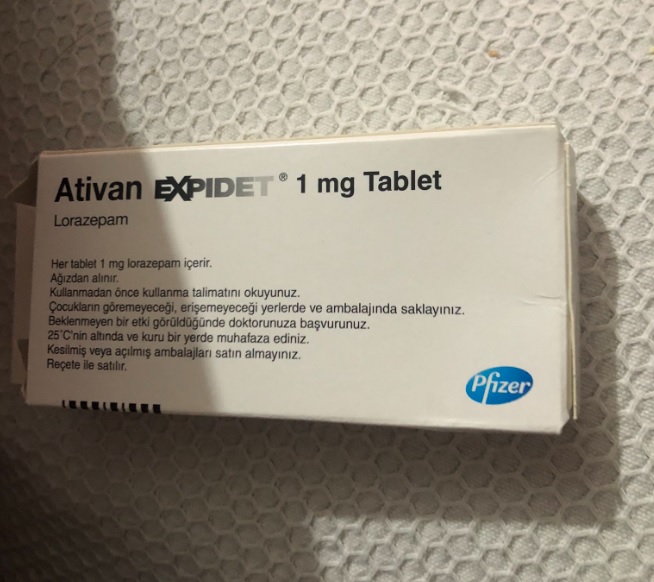 Ativan EXPIDET® 1 mg Tablet
Lorazepam
Her tablet 1 mg lorazepam içerir.
Ağızdan alınır.
Kullanmadan önce kullanma talimatını okuyunuz.
Çocukların göremeyeceği, erişemeyeceği yerlerde ve ambalajında saklayınız.
Beklenmeyen bir etki görüldüğünde doktorunuza başvurunuz.
25°C'nin altında ve kuru bir yerde muhafaza ediniz.
Kesilmiş veya açılmış ambalajları satın almayınız.
Reçete ile satılır.
Pfizer